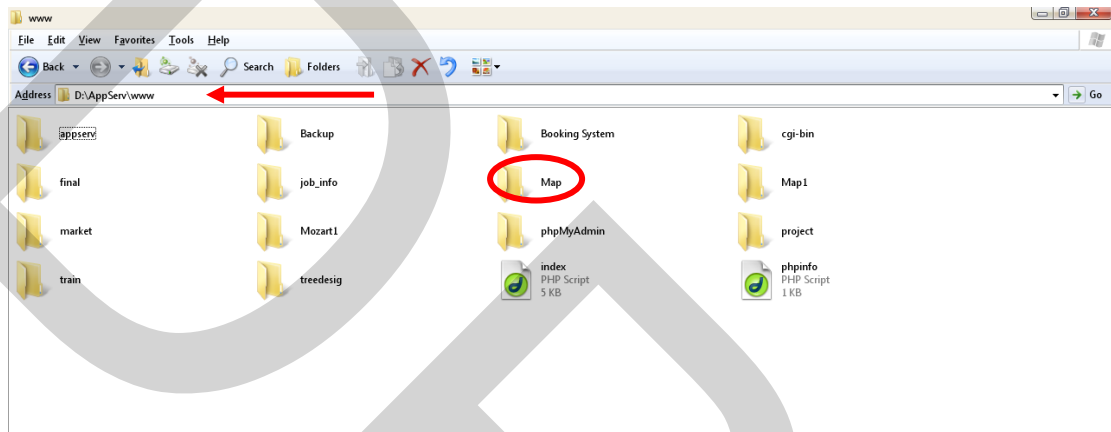 www
File Edit View Favorites Tools Help
Back Search Folders
Address D:\AppServ\www Go
appserv Backup Booking System cgi-bin
final job_info Map Map1
market Mozart1 phpMyAdmin project
train treedesig index phpinfo
PHP Script PHP Script
5 KB 1 KB